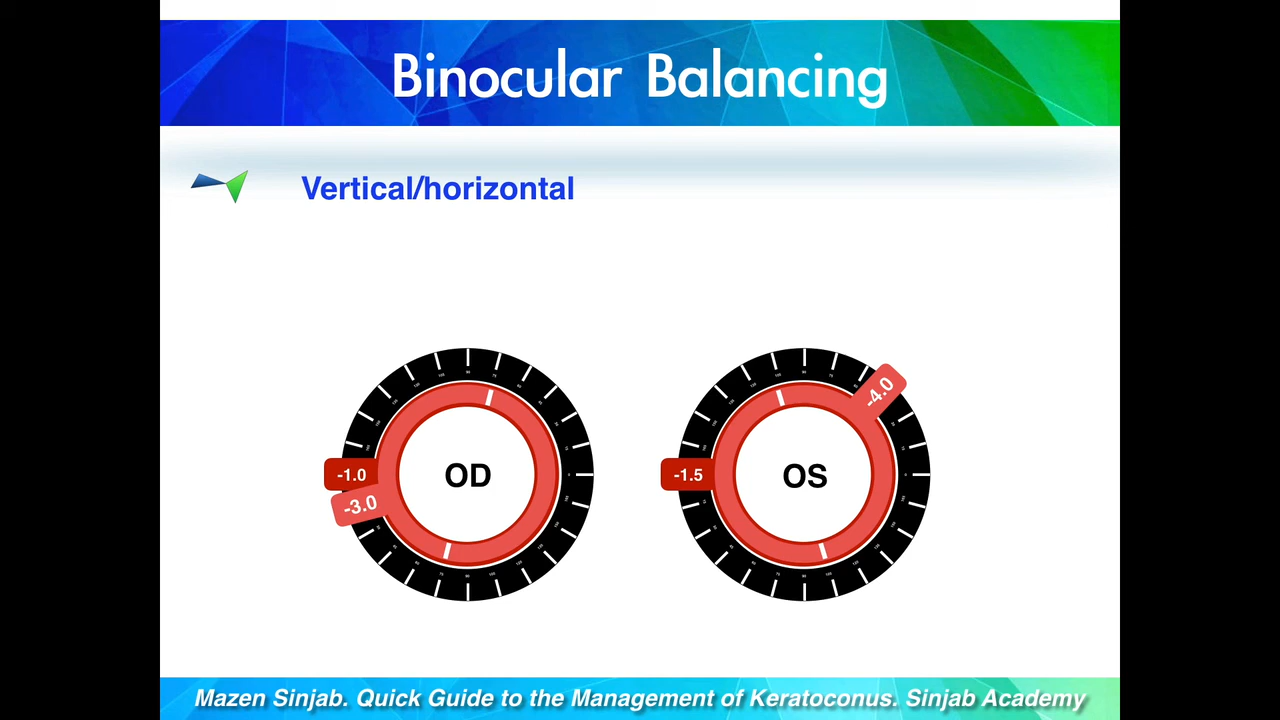 Binocular Balancing
Vertical/horizontal
-1.0
-3.0
OD
-1.5
-4.0
OS
Mazen Sinjab. Quick Guide to the Management of Keratoconus. Sinjab Academy